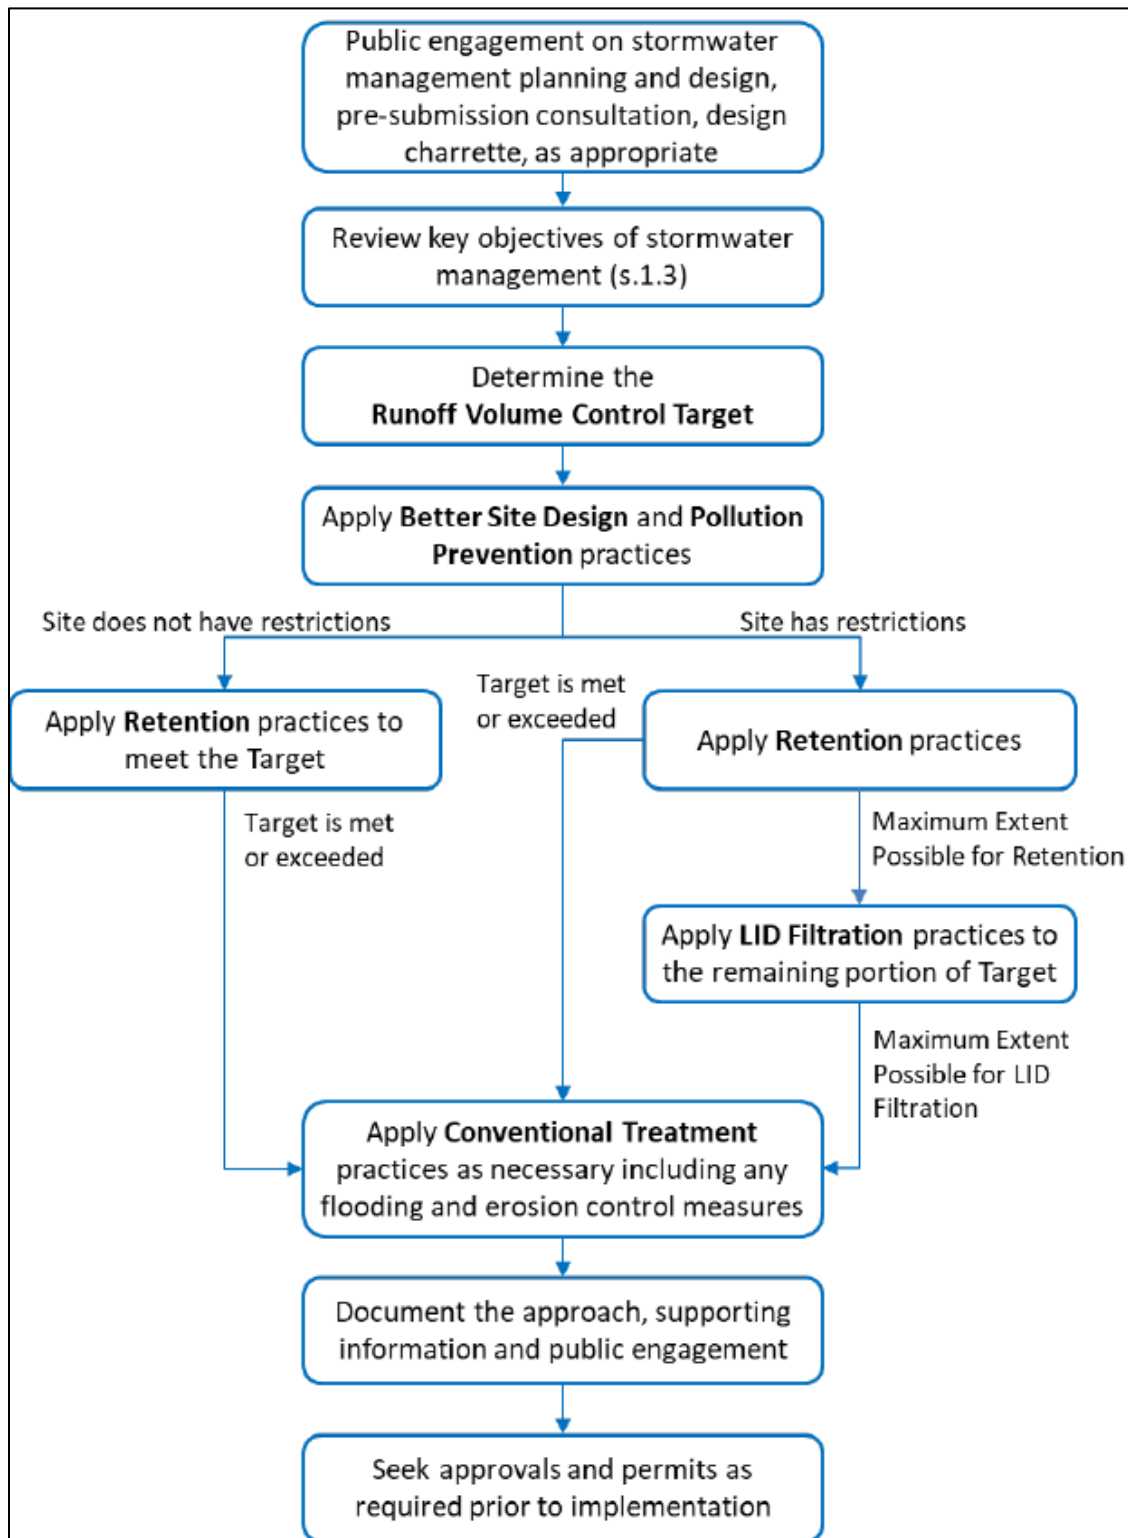 Public engagement on stormwater
management planning and design,
pre-submission consultation, design
charrette, as appropriate
Review key objectives of stormwater
management (s.1.3)
Determine the
Runoff Volume Control Target
Apply Better Site Design and Pollution
Prevention practices
Site does not have restrictions
Site has restrictions
Apply Retention practices to
meet the Target
Target is met
or exceeded
Apply Retention practices
Target is met
or exceeded
Maximum Extent
Possible for Retention
Apply LID Filtration practices to
the remaining portion of Target
Maximum Extent
Possible for LID
Filtration
Apply Conventional Treatment
practices as necessary including any
flooding and erosion control measures
Document the approach, supporting
information and public engagement
Seek approvals and permits as
required prior to implementation